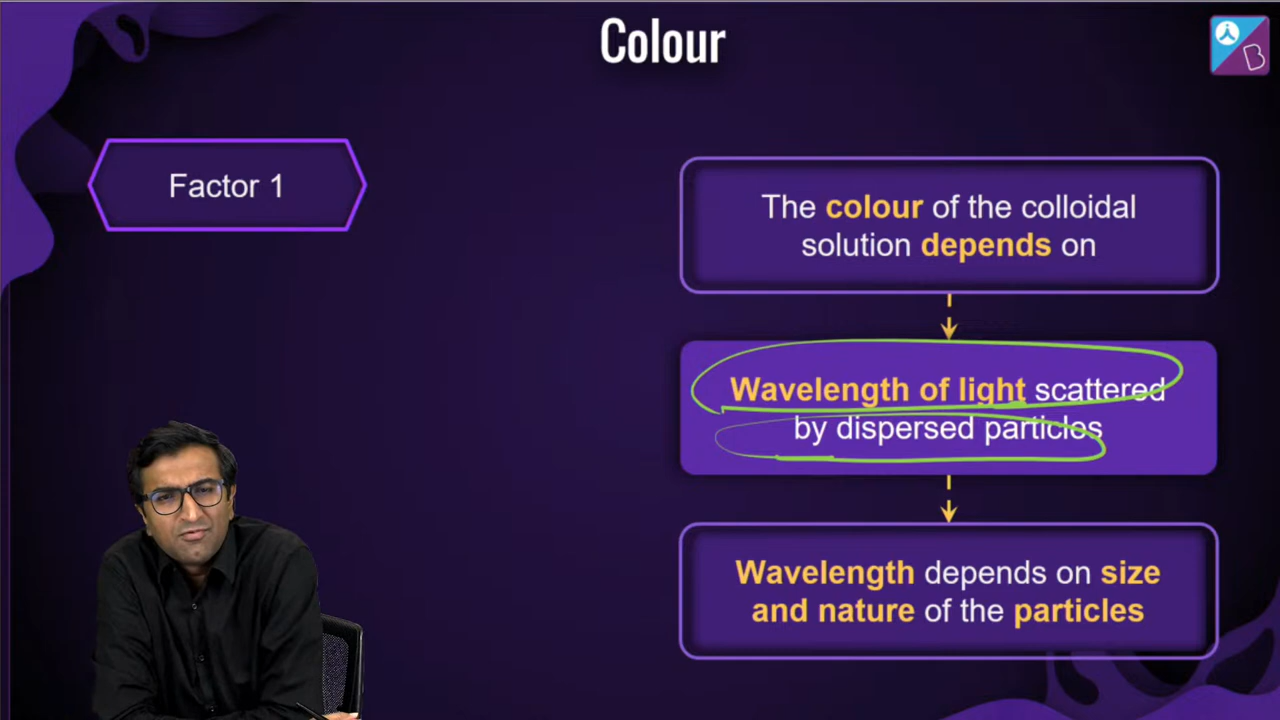 Colour
Factor 1
The colour of the colloidal
solution depends on
Wavelength of light scattered
by dispersed particles
Wavelength depends on size
and nature of the particles